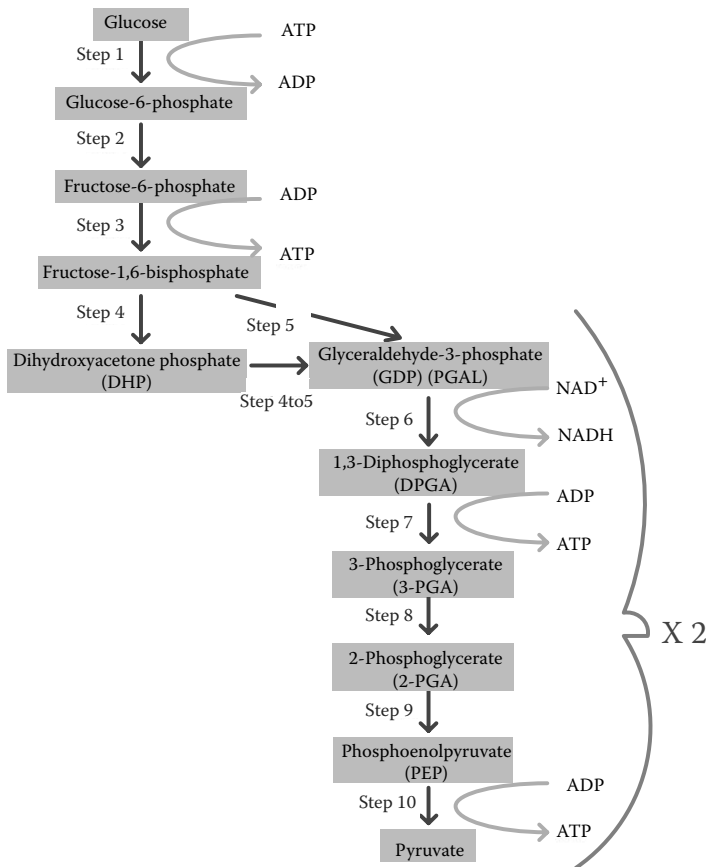 Glucose
ATP
Step 1
ADP
Glucose-6-phosphate
Step 2
Fructose-6-phosphate
ADP
Step 3
ATP
Fructose-1,6-bisphosphate
Step 4
Step 5
Dihydroxyacetone phosphate
(DHP)
Step 4to5
Glyceraldehyde-3-phosphate
(GDP) (PGAL)
NAD+
Step 6
NADH
1,3-Diphosphoglycerate
(DPGA)
ADP
Step 7
ATP
3-Phosphoglycerate
(3-PGA)
Step 8
X 2
2-Phosphoglycerate
(2-PGA)
Step 9
Phosphoenolpyruvate
(PEP)
ADP
Step 10
ATP
Pyruvate